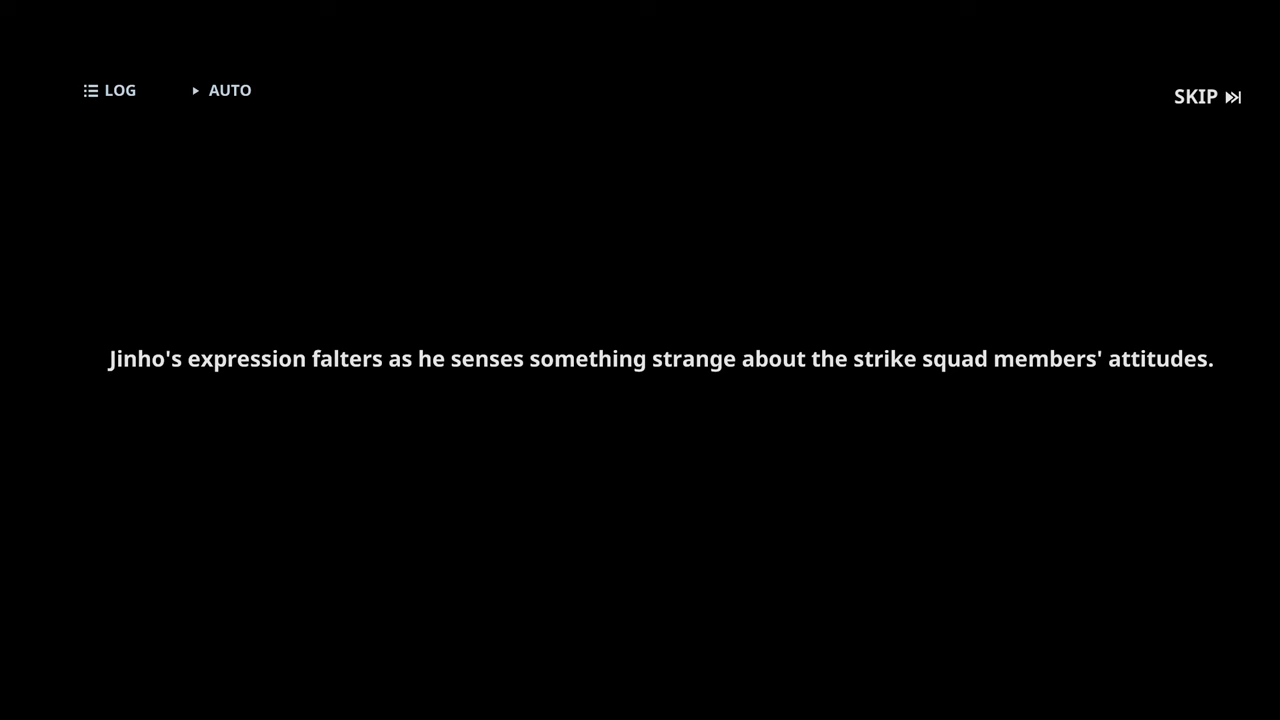 LOG
AUTO
SKIP
Jinho's expression falters as he senses something strange about the strike squad members' attitudes.